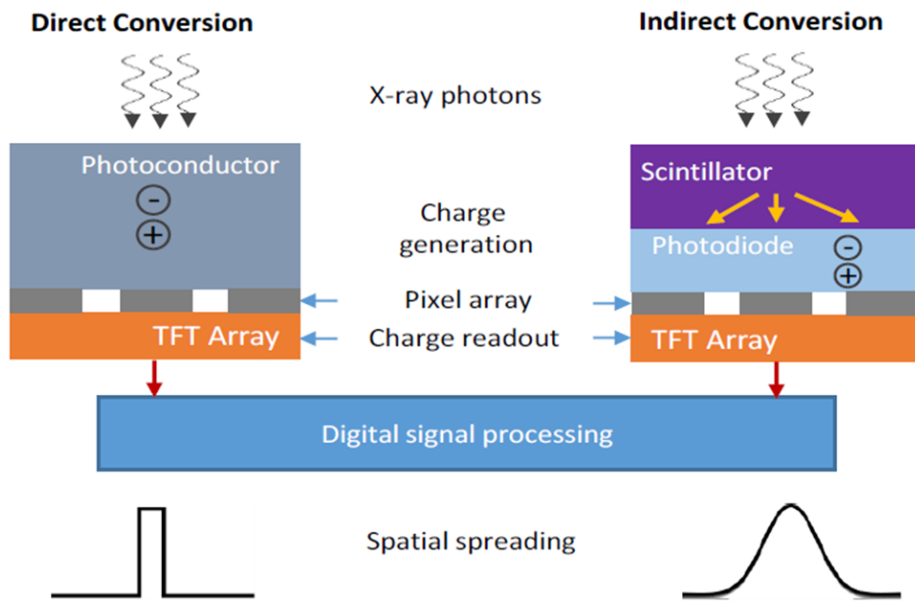 Direct Conversion
Indirect Conversion
X-ray photons
Photoconductor
-
+
Charge
generation
Scintillator
Photodiode
-
+
Pixel array
Charge readout
TFT Array
TFT Array
Digital signal processing
Spatial spreading